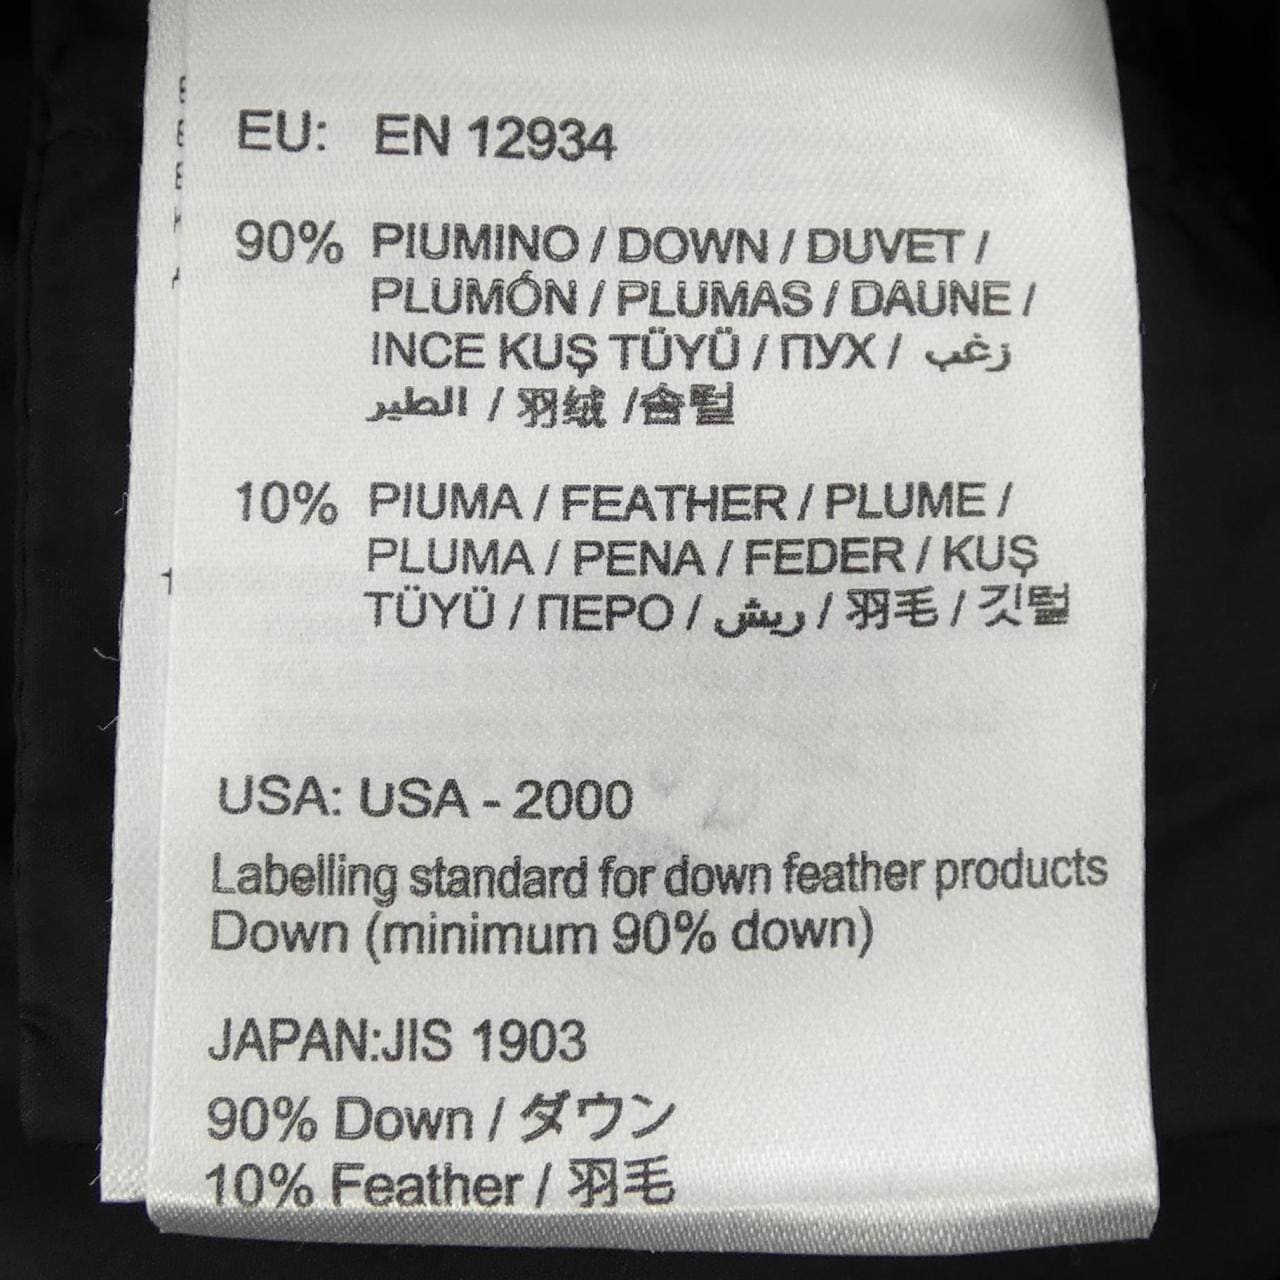 EU: EN 12934
90% PIUMINO / DOWN / DUVET /
PLUMÓN / PLUMAS / DAUNE /
INCE KUŞ TÜYÜ / ПУХ / زغب
الطير / 羽绒 /솜털
10% PIUMA / FEATHER / PLUME /
PLUMA / PENA / FEDER / KUŞ
TÜYÜ / ПЕРО / ريش / 羽毛 / 깃털
USA: USA - 2000
Labelling standard for down feather products
Down (minimum 90% down)
JAPAN:JIS 1903
90% Down / ダウン
10% Feather / 羽毛